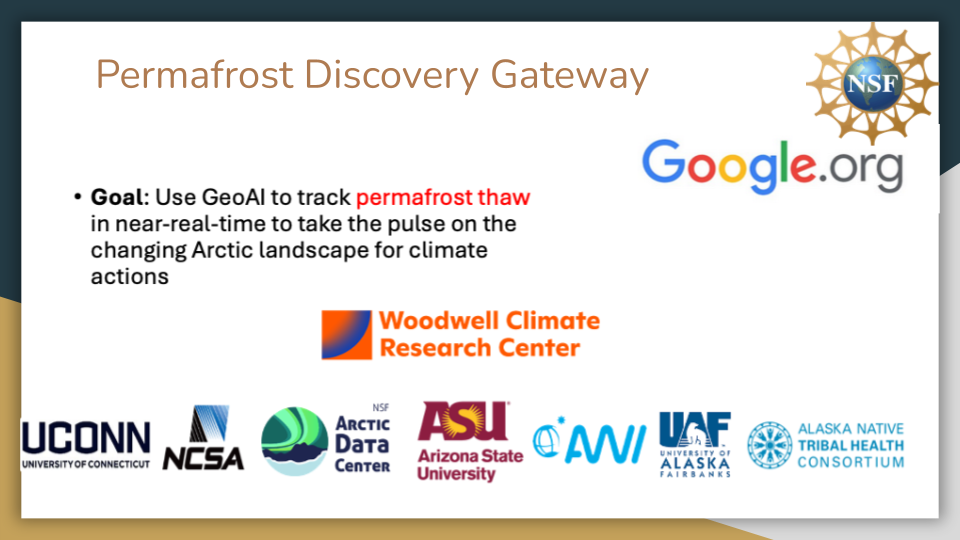 Permafrost Discovery Gateway
NSF
Google.org
• Goal: Use GeoAI to track permafrost thaw
in near-real-time to take the pulse on the
changing Arctic landscape for climate
actions
Woodwell Climate
Research Center
UCONN
UNIVERSITY OF CONNECTICUT
NCSA
NSF
ARCTIC
DATA
CENTER
ASU
Arizona State
University
AWI
UAF
UNIVERSITY OF
ALASKA
FAIRBANKS
ALASKA NATIVE
TRIBAL HEALTH
CONSORTIUM